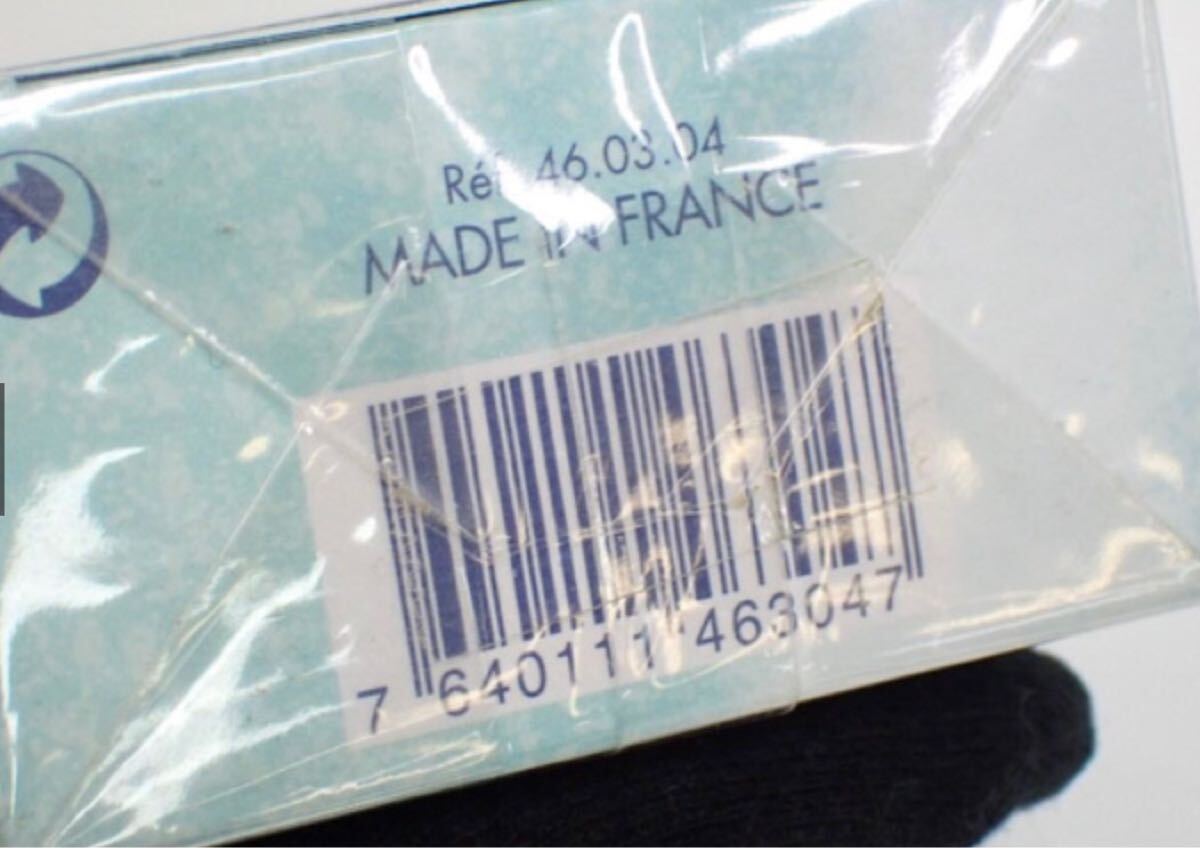 Réf. 46.03.04
MADE IN FRANCE
7 640111 463047